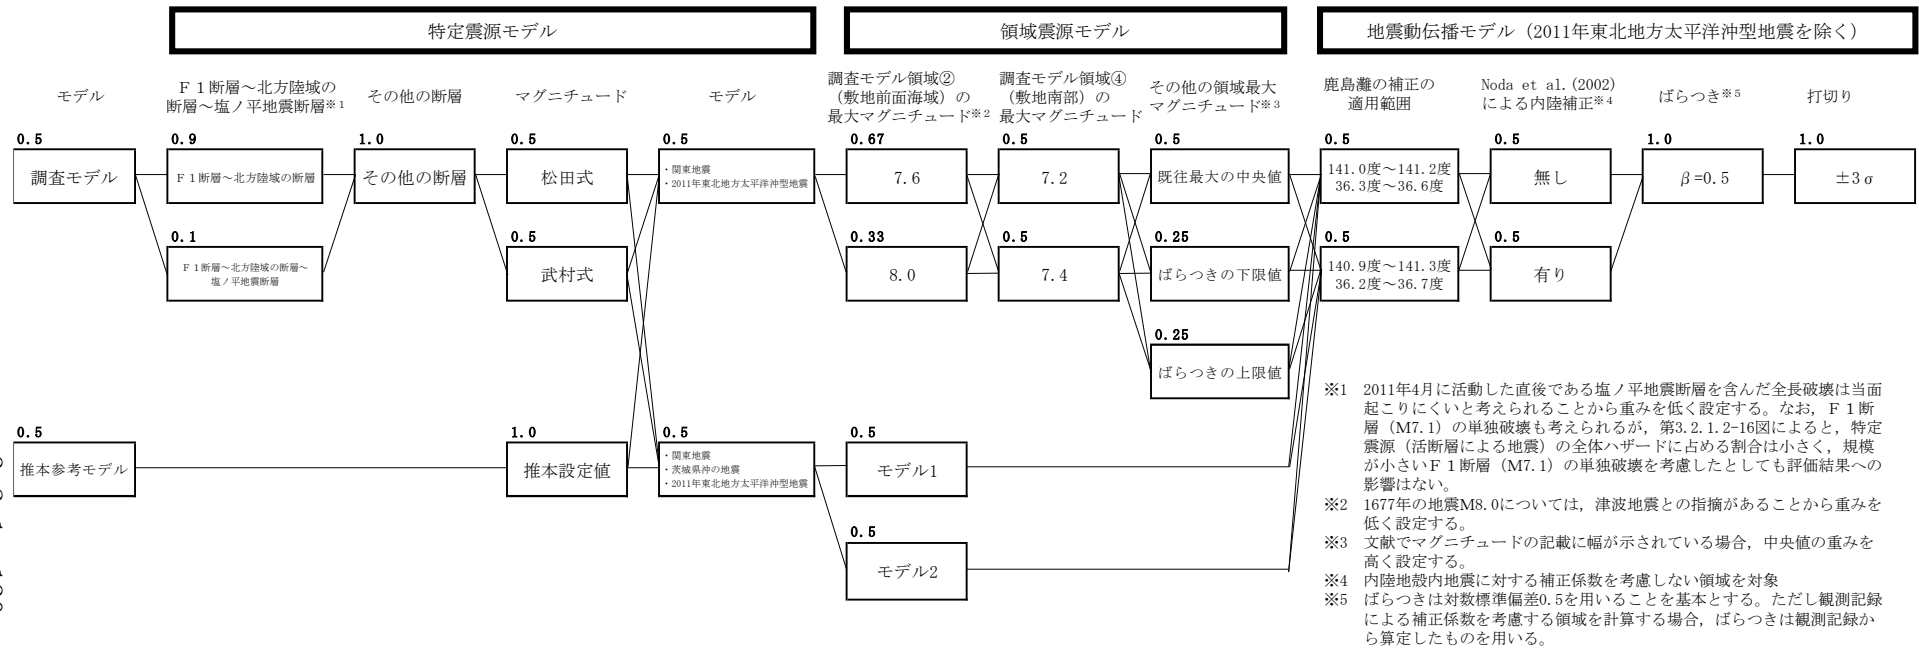 特定震源モデル
領域震源モデル
地震動伝播モデル（2011年東北地方太平洋沖型地震を除く）
モデル
Ｆ１断層～北方陸域の
断層～塩ノ平地震断層※１
その他の断層
マグニチュード
モデル
調査モデル領域②
（敷地前面海域）の
最大マグニチュード※２
調査モデル領域④
（敷地南部）の
最大マグニチュード
その他の領域最大
マグニチュード※３
鹿島灘の補正の
適用範囲
Noda et al.(2002)
による内陸補正※４
ばらつき※５
打切り
0.5
調査モデル
0.9
Ｆ１断層～北方陸域の断層
1.0
その他の断層
0.5
松田式
0.5
・関東地震
・2011年東北地方太平洋沖型地震
0.67
7.6
0.5
7.2
0.5
既往最大の中央値
0.5
141.0度～141.2度
36.3度～36.6度
0.5
無し
1.0
β=0.5
1.0
±3σ
0.1
Ｆ１断層～北方陸域の断層～
塩ノ平地震断層
0.5
武村式
0.33
8.0
0.5
7.4
0.25
ばらつきの下限値
0.5
140.9度～141.3度
36.2度～36.7度
0.5
有り
0.25
ばらつきの上限値
0.5
推本参考モデル
1.0
推本設定値
0.5
・関東地震
・茨城県沖の地震
・2011年東北地方太平洋沖型地震
0.5
モデル1
0.5
モデル2
※1　2011年4月に活動した直後である塩ノ平地震断層を含んだ全長破壊は当面
起こりにくいと考えられることから重みを低く設定する。なお，Ｆ１断
層（M7.1）の単独破壊も考えられるが，第3.2.1.2-16図によると，特定
震源（活断層による地震）の全体ハザードに占める割合は小さく，規模
が小さいＦ１断層（M7.1）の単独破壊を考慮したとしても評価結果への
影響はない。
※2　1677年の地震M8.0については，津波地震との指摘があることから重みを
低く設定する。
※3　文献でマグニチュードの記載に幅が示されている場合，中央値の重みを
高く設定する。
※4　内陸地殻内地震に対する補正係数を考慮しない領域を対象
※5　ばらつきは対数標準偏差0.5を用いることを基本とする。ただし観測記録
による補正係数を考慮する領域を計算する場合，ばらつきは観測記録か
ら算定したものを用いる。